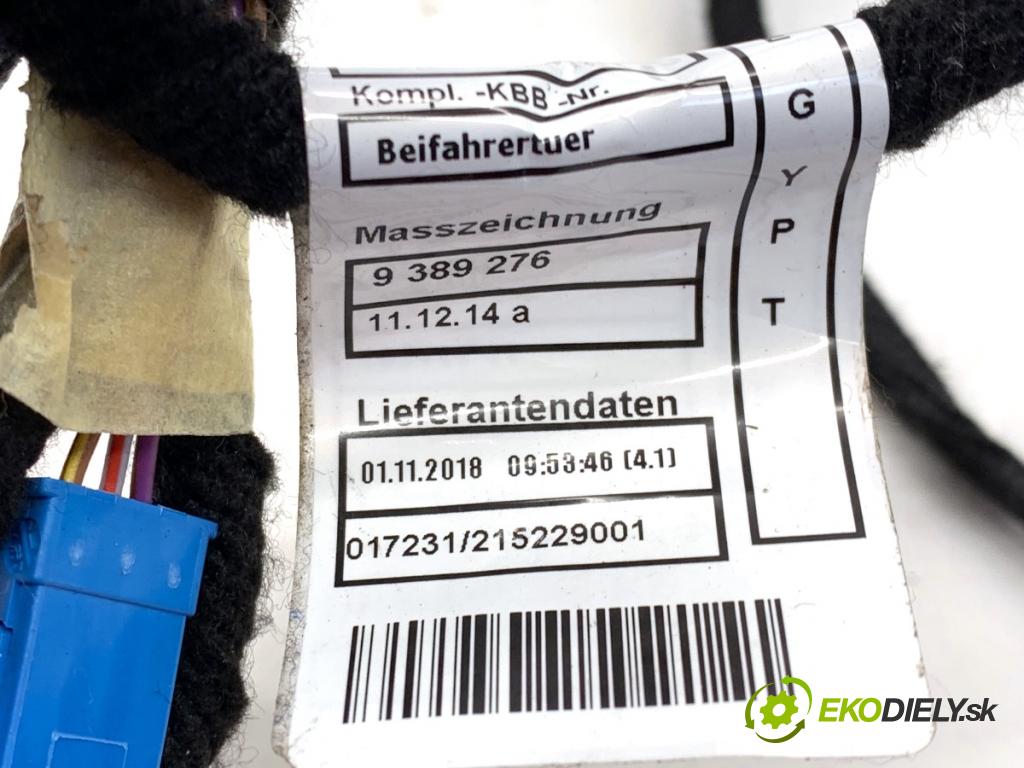 Kompl. -KBB -Nr.
Beifahrertuer
Masszeichnung
9 389 276
11.12.14 a
Lieferantendaten
01.11.2018 09:53:46 (4.1)
017231/215229001
G
Y
P
T
EKODIELY.sk